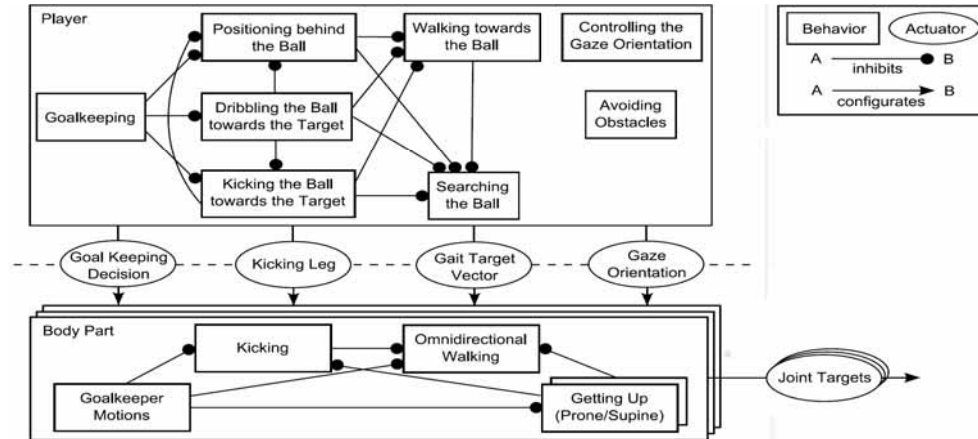 Player
Positioning behind
the Ball
Walking towards
the Ball
Controlling the
Gaze Orientation
Goalkeeping
Dribbling the Ball
towards the Target
Avoiding
Obstacles
Kicking the Ball
towards the Target
Searching
the Ball
Behavior
Actuator
A
inhibits
B
A
configurates
B
Goal Keeping
Decision
Kicking Leg
Gait Target
Vector
Gaze
Orientation
Body Part
Kicking
Omnidirectional
Walking
Goalkeeper
Motions
Getting Up
(Prone/Supine)
Joint Targets